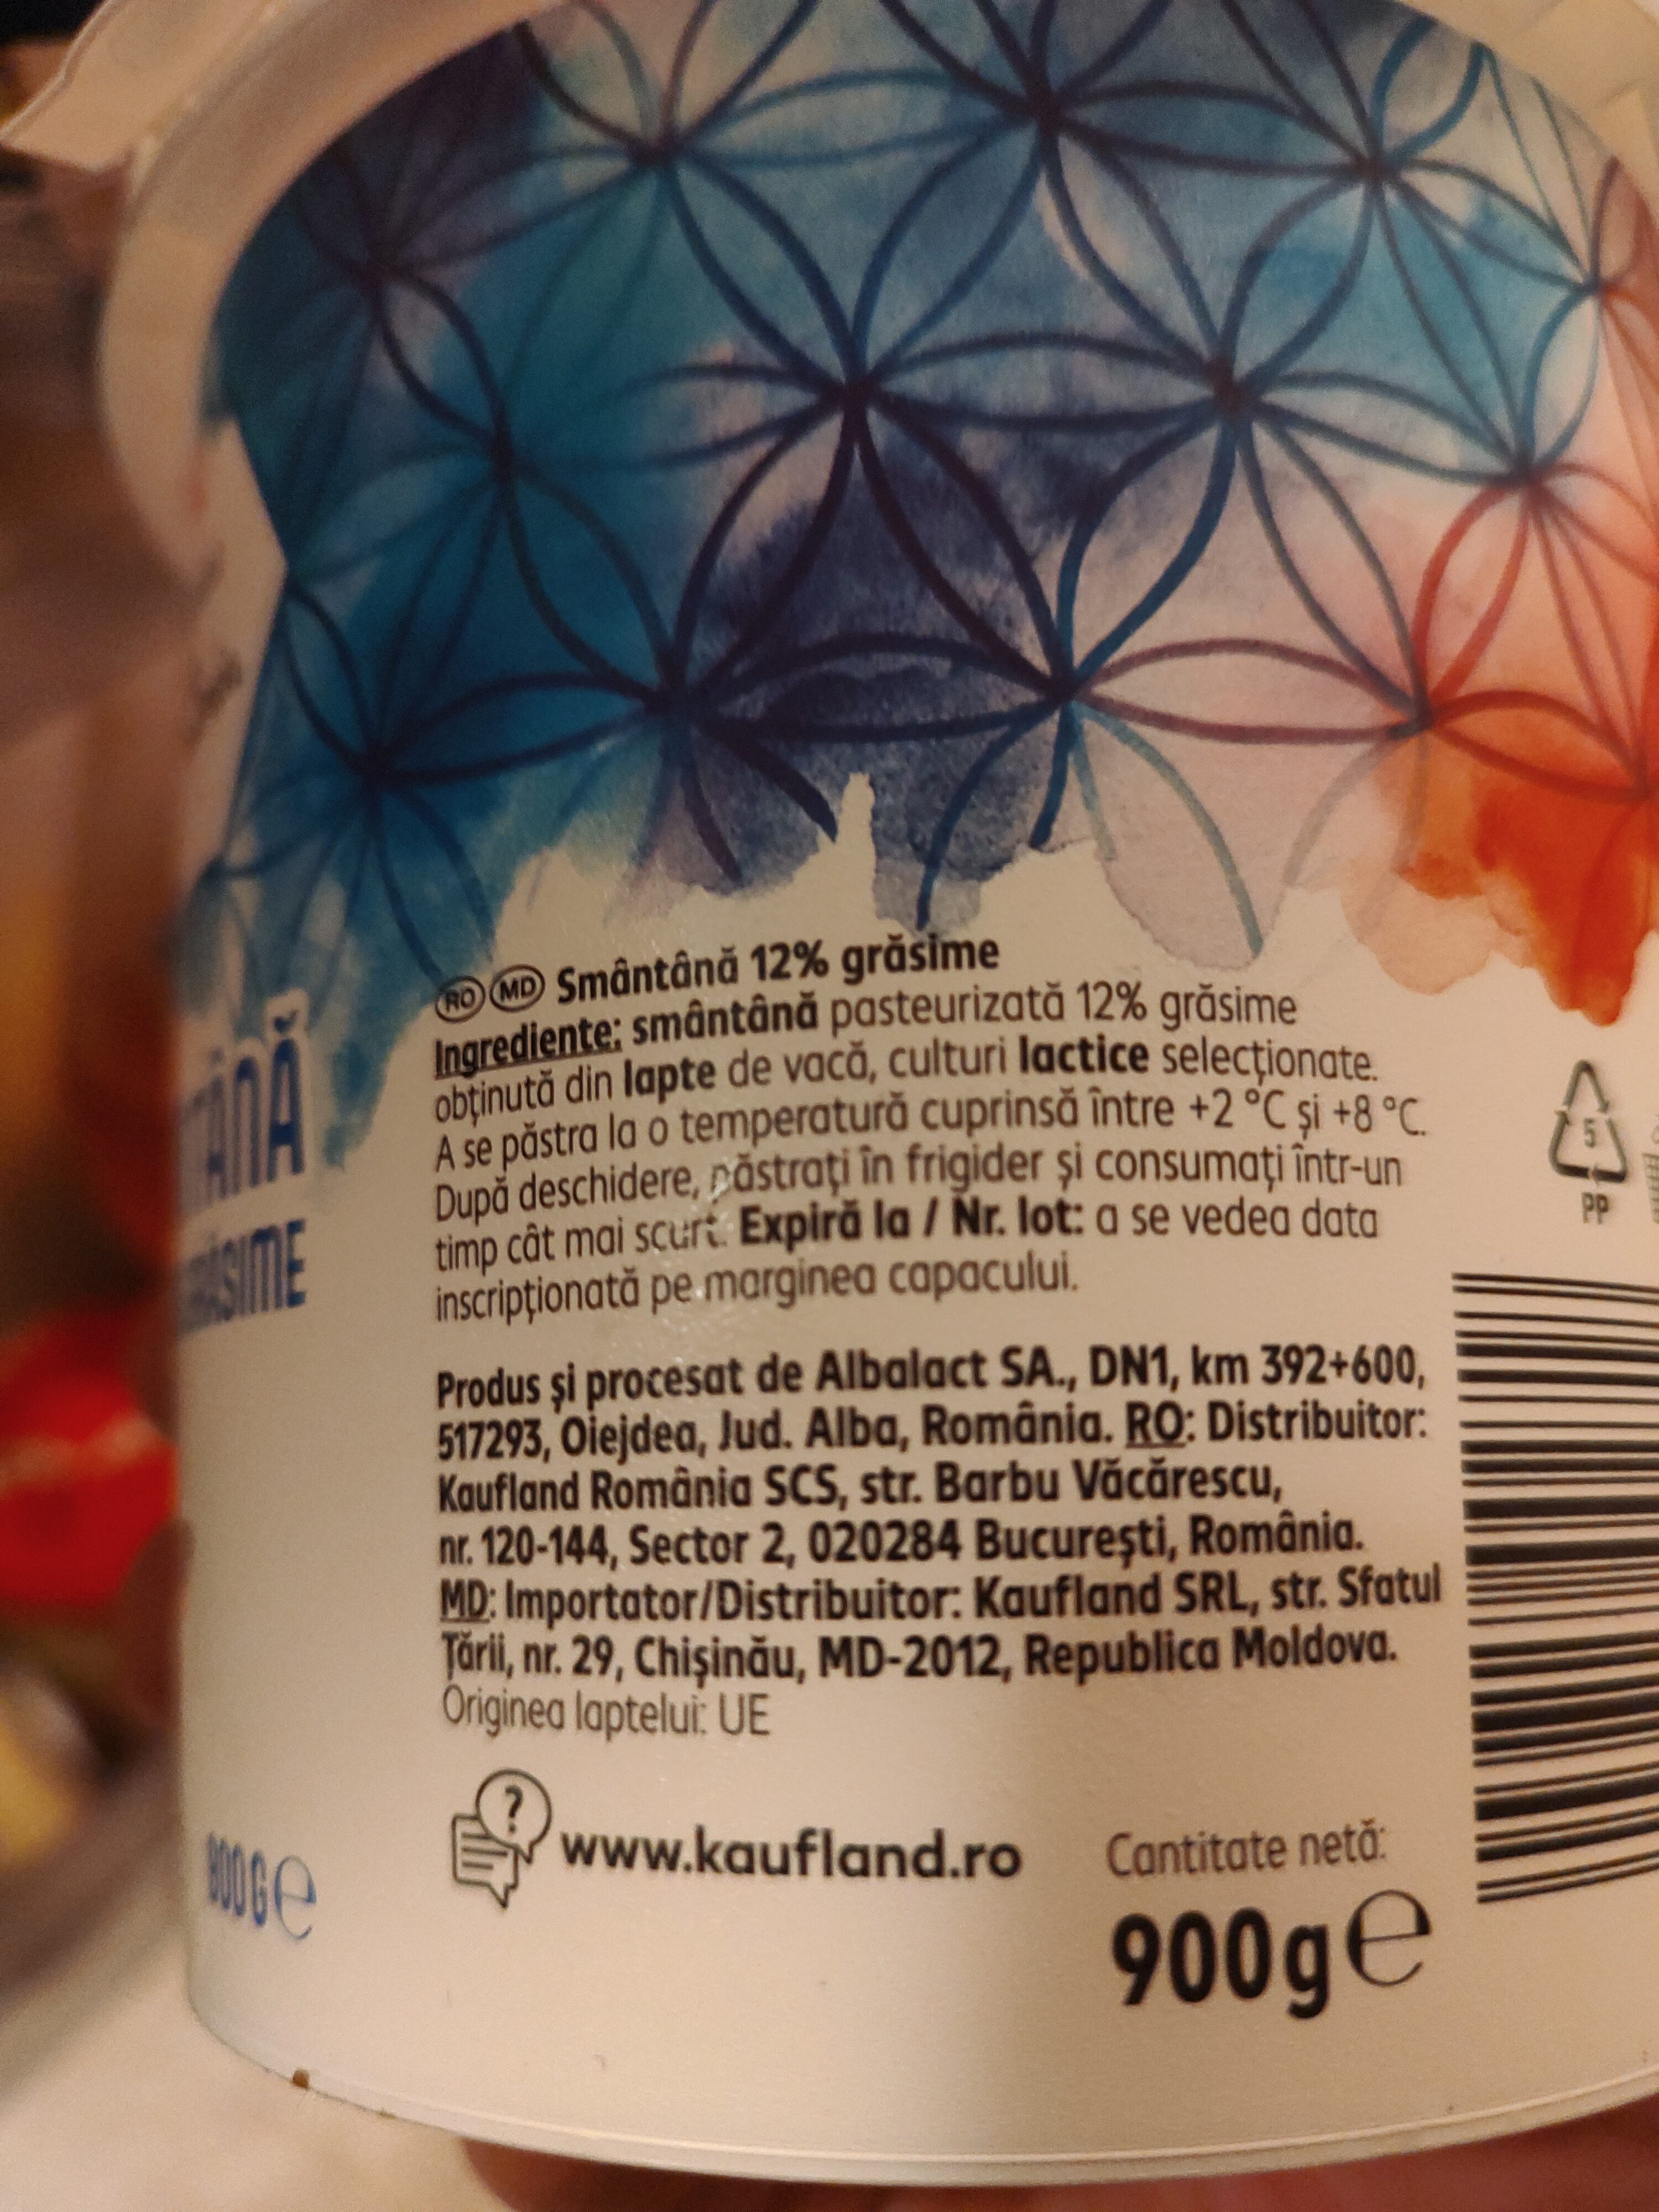 RO MD Smântână 12% grăsime
Ingrediente: smântână pasteurizată 12% grăsime
obținută din lapte de vacă, culturi lactice selecționate.
A se păstra la o temperatură cuprinsă între +2 °C și +8 °C.
După deschidere, păstrați în frigider și consumați într-un
timp cât mai scurt. Expiră la / Nr. lot: a se vedea data
inscripționată pe marginea capacului.
Produs și procesat de Albalact SA., DN1, km 392+600,
517293, Oiejdea, Jud. Alba, România. RO: Distribuitor:
Kaufland România SCS, str. Barbu Văcărescu,
nr. 120-144, Sector 2, 020284 București, România.
MD: Importator/Distribuitor: Kaufland SRL, str. Sfatul
Țării, nr. 29, Chișinău, MD-2012, Republica Moldova.
Originea laptelui: UE
? www.kaufland.ro
Cantitate netă:
900g e
5
PP